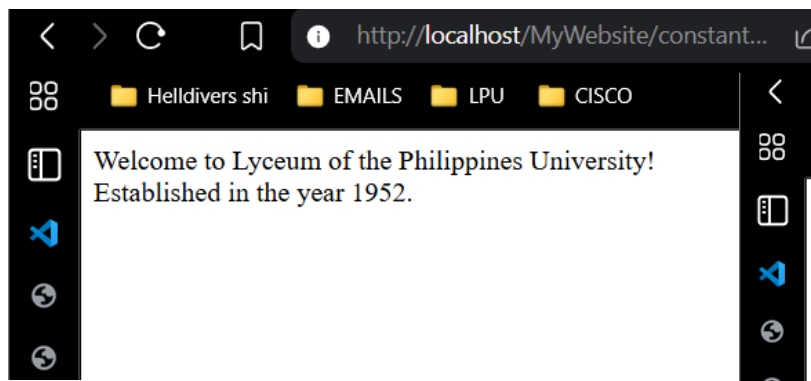 http://localhost/MyWebsite/constant...
Helldivers shi EMAILS LPU CISCO
Welcome to Lyceum of the Philippines University!
Established in the year 1952.